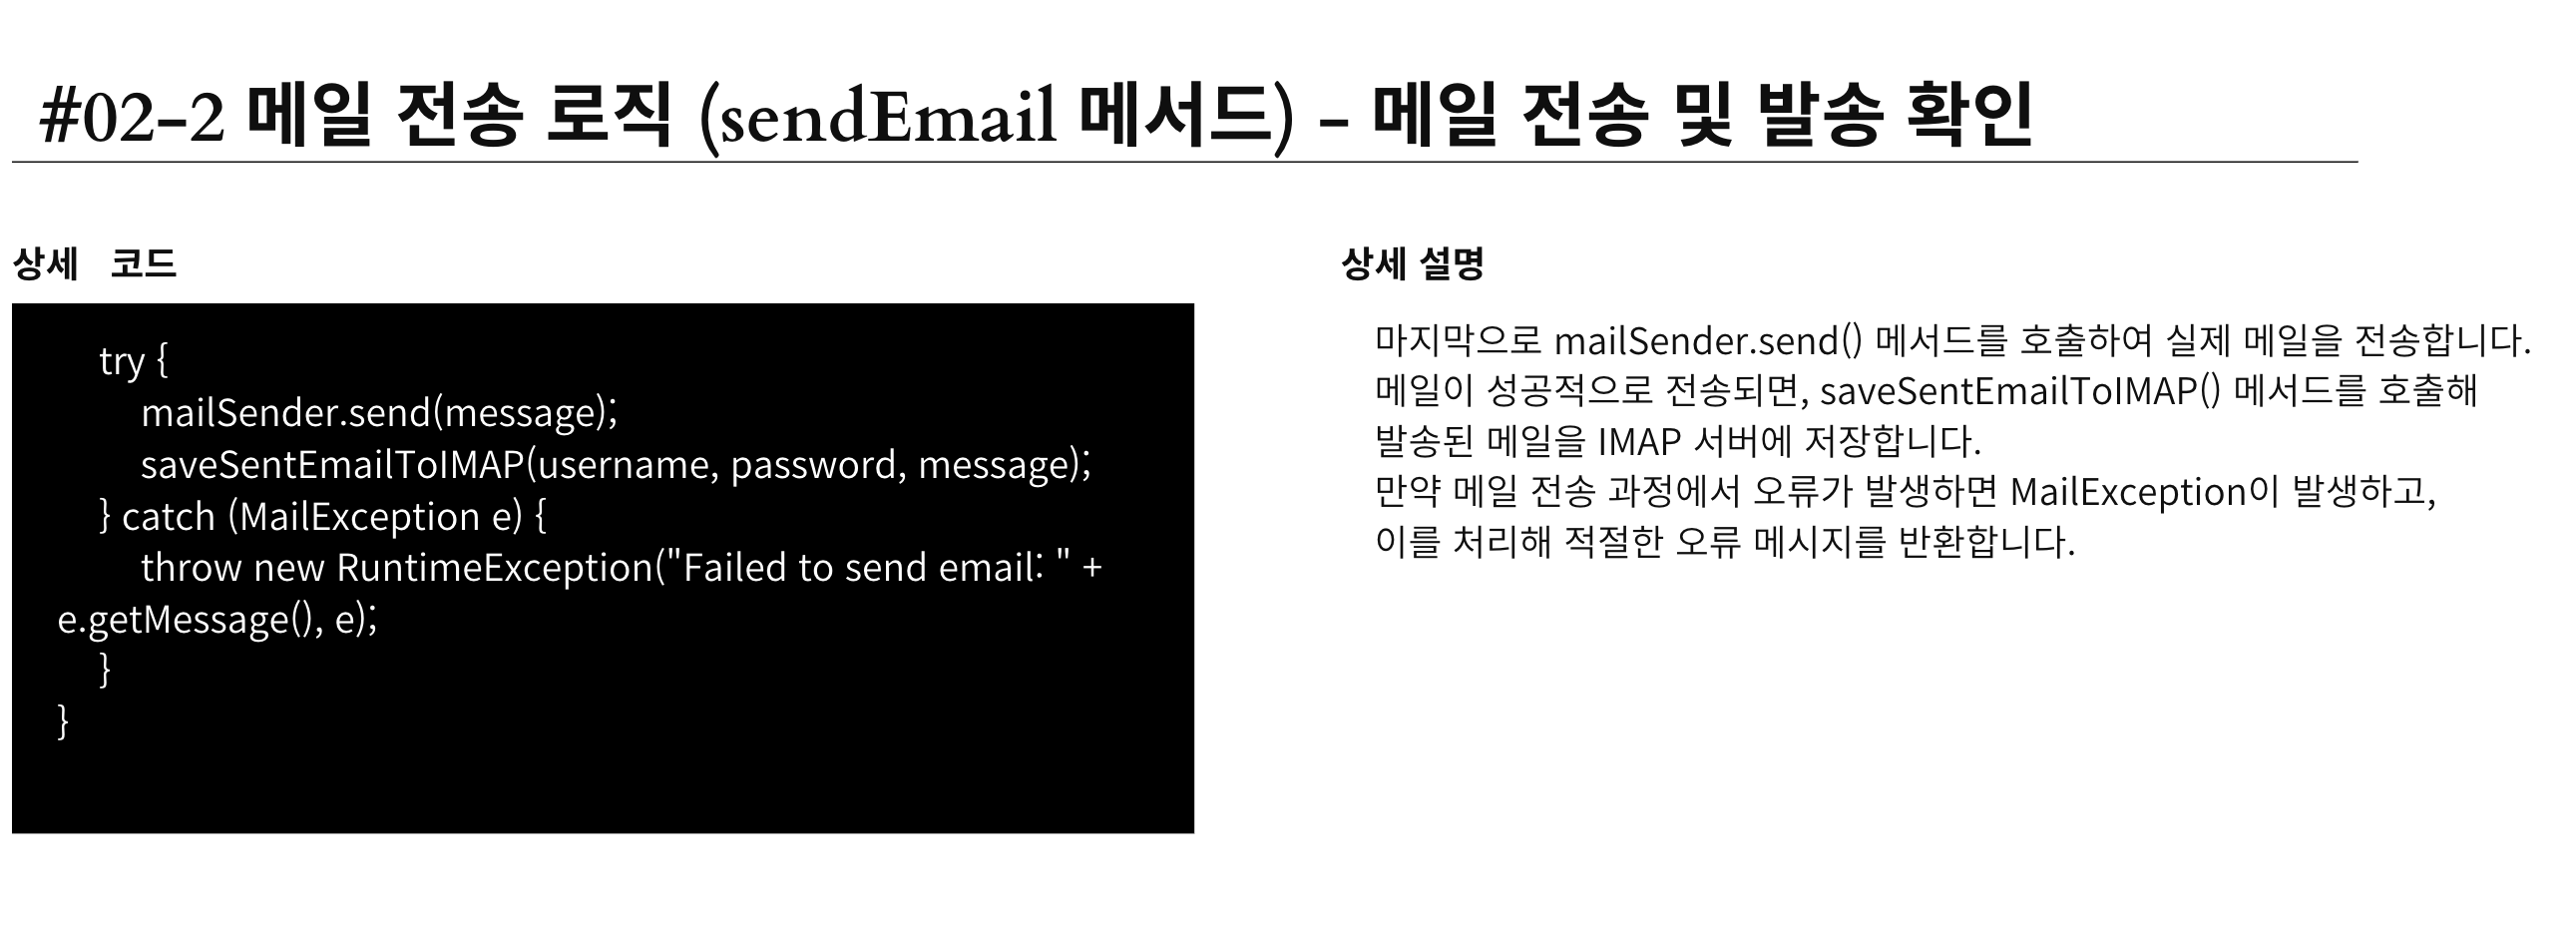 #02-2 메일 전송 로직 (sendEmail 메서드) - 메일 전송 및 발송 확인
상세 코드
try {
mailSender.send(message);
saveSentEmailToIMAP(username, password, message);
} catch (MailException e) {
throw new RuntimeException("Failed to send email: " +
e.getMessage(), e);
}
}
상세 설명
마지막으로 mailSender.send() 메서드를 호출하여 실제 메일을 전송합니다.
메일이 성공적으로 전송되면, saveSentEmailToIMAP() 메서드를 호출해
발송된 메일을 IMAP 서버에 저장합니다.
만약 메일 전송 과정에서 오류가 발생하면 MailException이 발생하고,
이를 처리해 적절한 오류 메시지를 반환합니다.